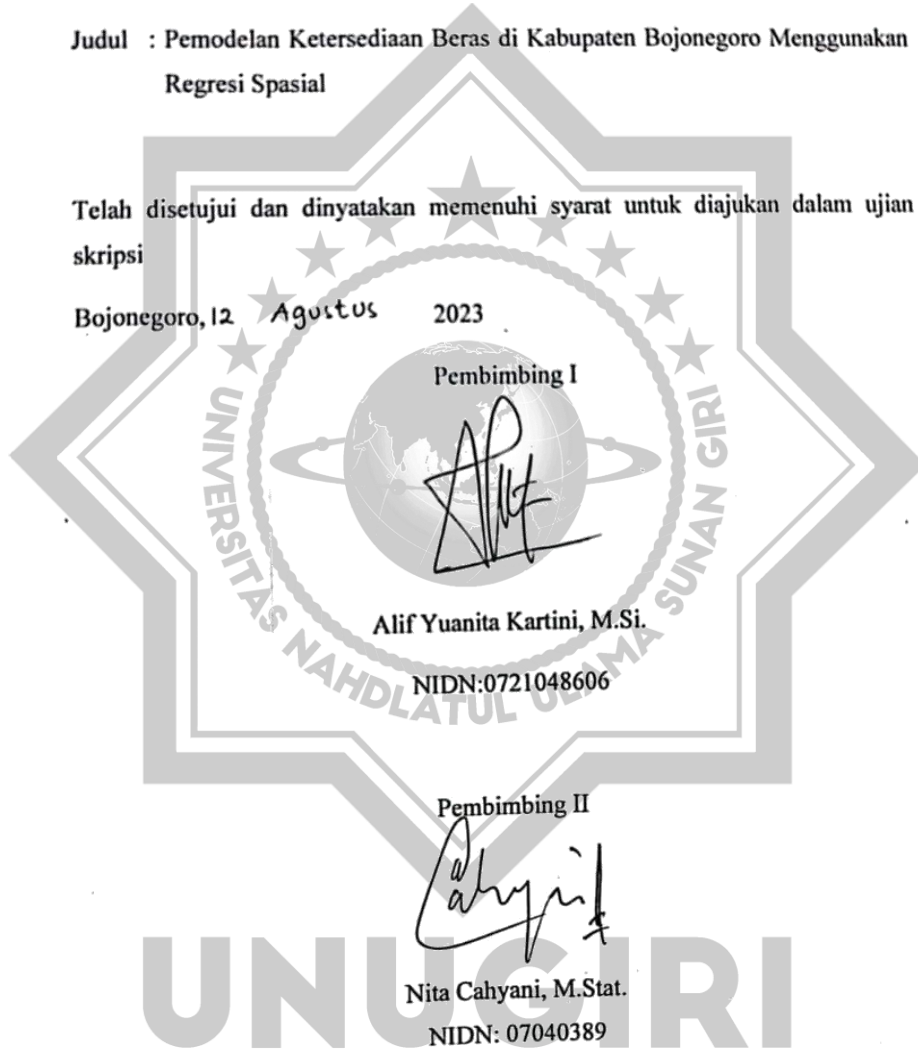 Judul : Pemodelan Ketersediaan Beras di Kabupaten Bojonegoro Menggunakan
Regresi Spasial
Telah disetujui dan dinyatakan memenuhi syarat untuk diajukan dalam ujian
skripsi
Bojonegoro, 12 Agustus 2023
Pembimbing I
Alif Yuanita Kartini, M.Si.
NIDN:0721048606
UNIVERSITAS NAHDLATUL ULAMA SUNAN GIRI
Pembimbing II
Cahyani
Nita Cahyani, M.Stat.
NIDN: 07040389
UNUGIRI